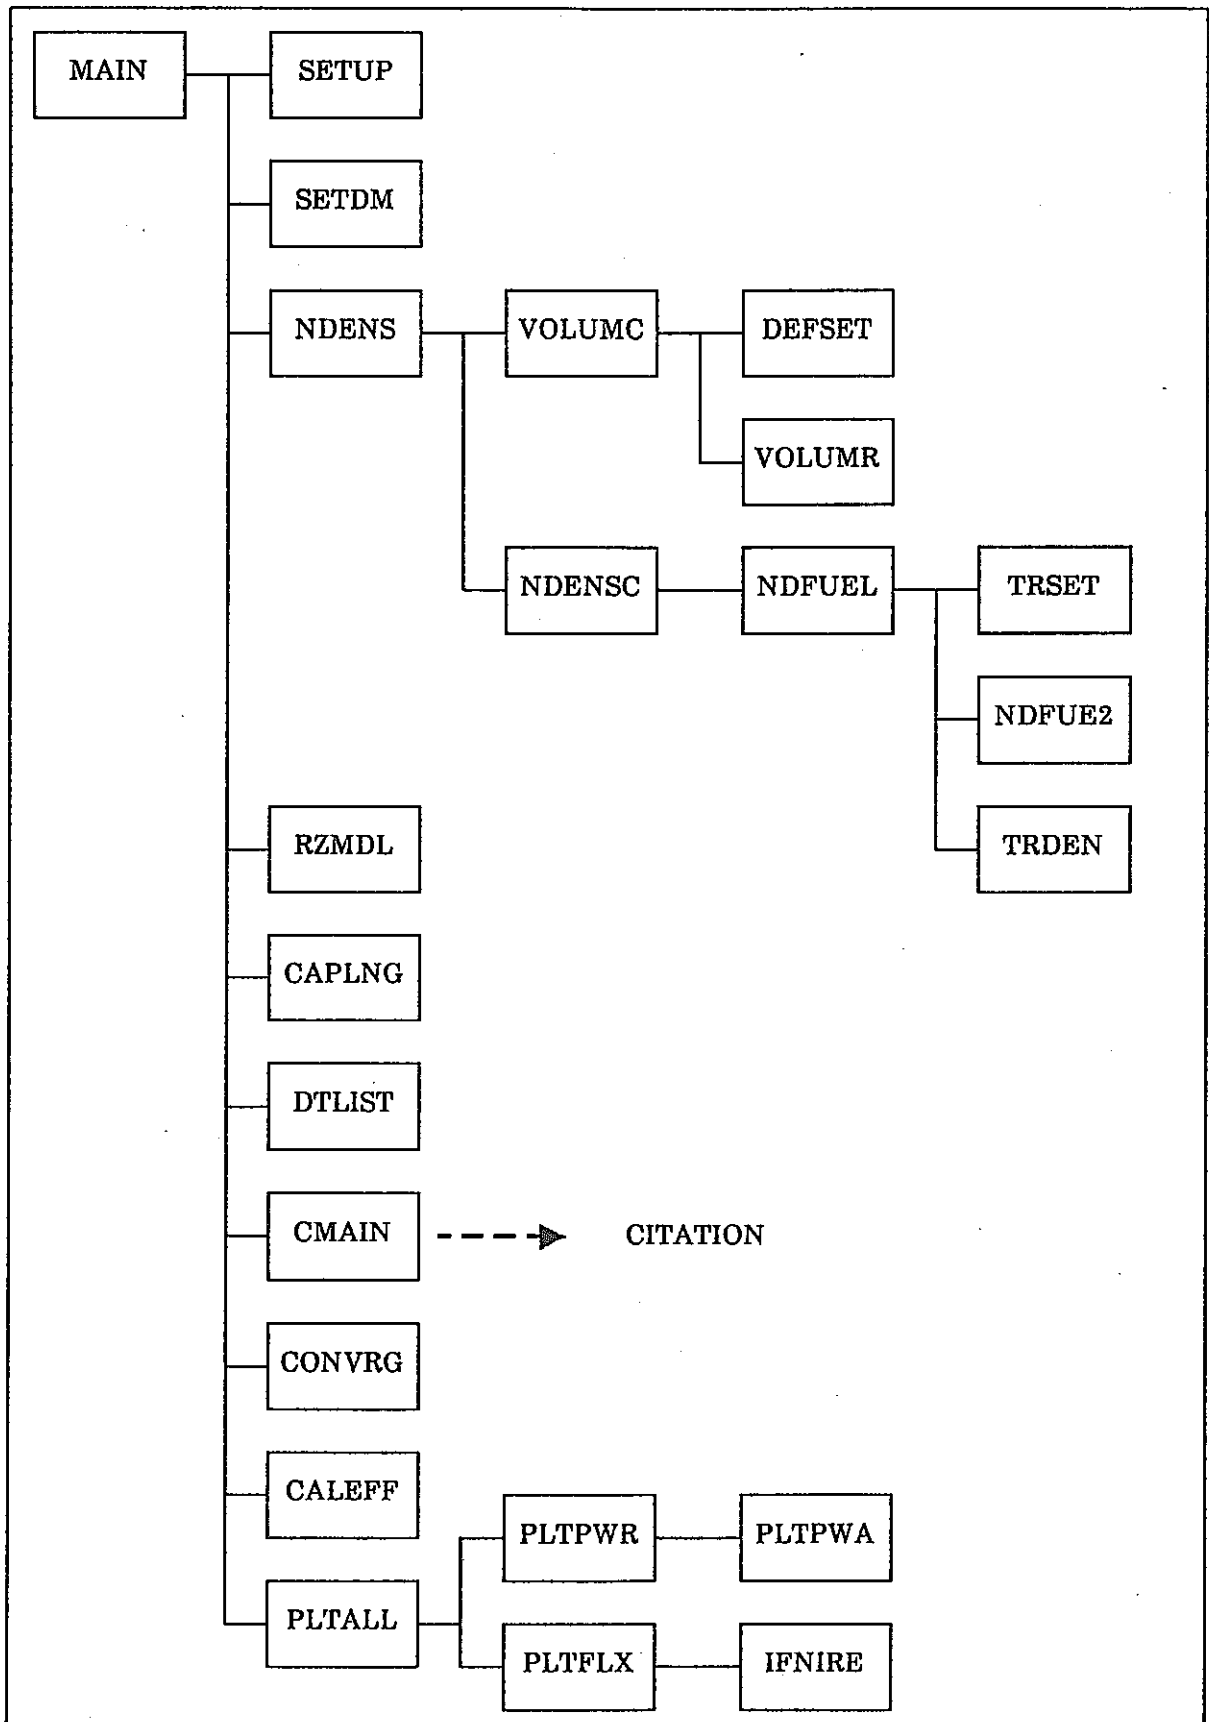 MAIN
SETUP
SETDM
NDENS
VOLUMC
DEFSET
VOLUMR
NDENSC
NDFUEL
TRSET
NDFUE2
TRDEN
RZMDL
CAPLNG
DTLIST
CMAIN
CITATION
CONVRG
CALEFF
PLTALL
PLTPWR
PLTPWA
PLTFLX
IFNIRE